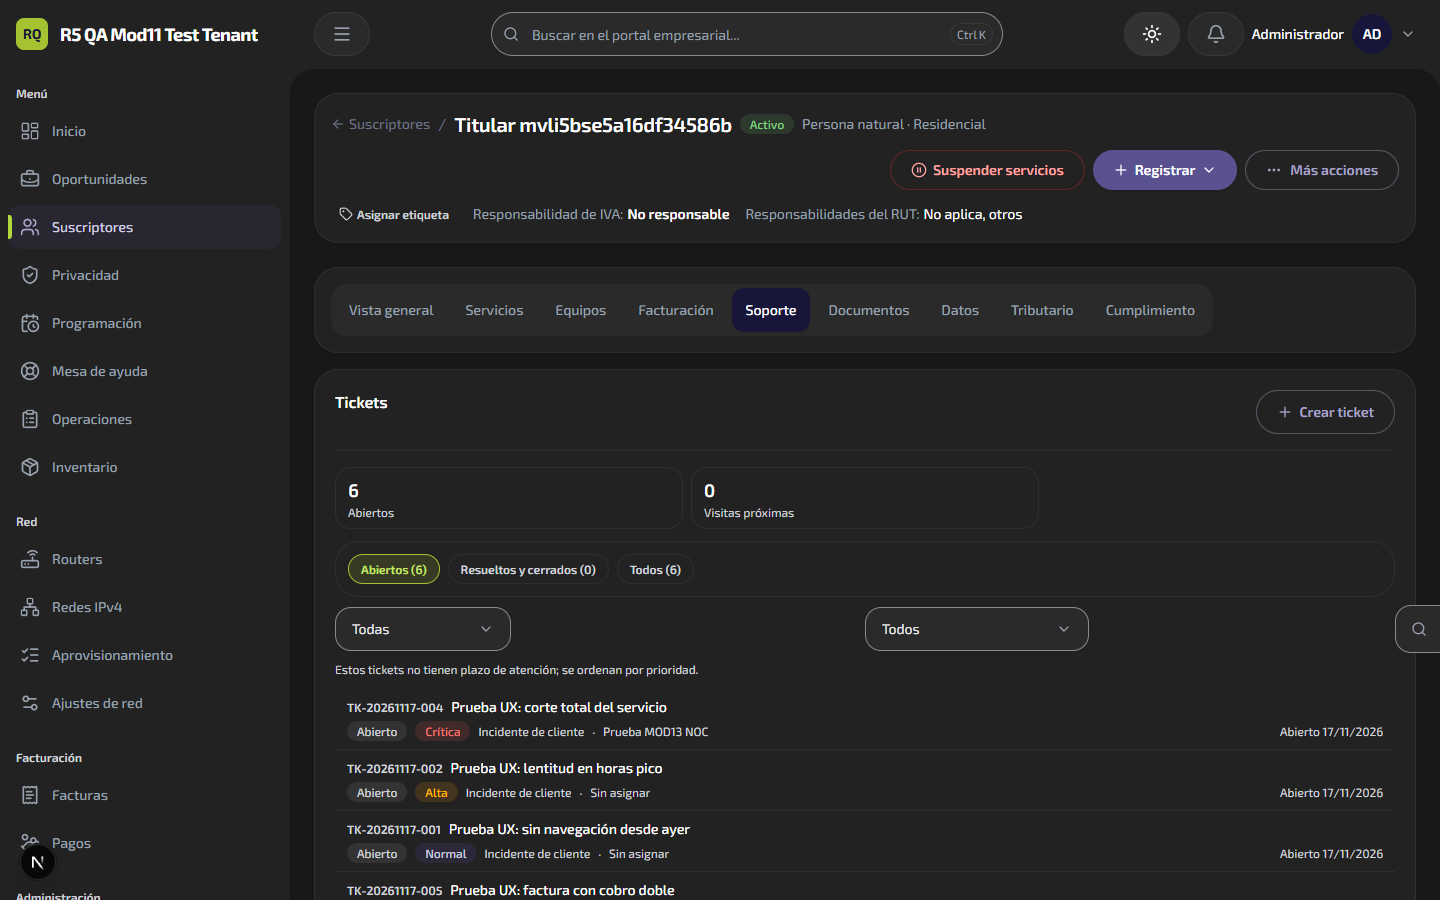 RQ R5 QA Mod11 Test Tenant
Buscar en el portal empresarial... Ctrl K
Administrador AD
Menú
Inicio
Oportunidades
Suscriptores
Privacidad
Programación
Mesa de ayuda
Operaciones
Inventario
Red
Routers
Redes IPv4
Aprovisionamiento
Ajustes de red
Facturación
Facturas
Pagos
N
Administración
Suscriptores / Titular mvli5bse5a16df34586b Activo Persona natural · Residencial
Suspender servicios Registrar Más acciones
Asignar etiqueta Responsabilidad de IVA: No responsable Responsabilidades del RUT: No aplica, otros
Vista general Servicios Equipos Facturación Soporte Documentos Datos Tributario Cumplimiento
Tickets
Crear ticket
6
Abiertos
0
Visitas próximas
Abiertos (6) Resueltos y cerrados (0) Todos (6)
Todas Todos
Estos tickets no tienen plazo de atención; se ordenan por prioridad.
TK-20261117-004 Prueba UX: corte total del servicio
Abierto Crítica Incidente de cliente · Prueba MOD13 NOC Abierto 17/11/2026
TK-20261117-002 Prueba UX: lentitud en horas pico
Abierto Alta Incidente de cliente · Sin asignar Abierto 17/11/2026
TK-20261117-001 Prueba UX: sin navegación desde ayer
Abierto Normal Incidente de cliente · Sin asignar Abierto 17/11/2026
TK-20261117-005 Prueba UX: factura con cobro doble